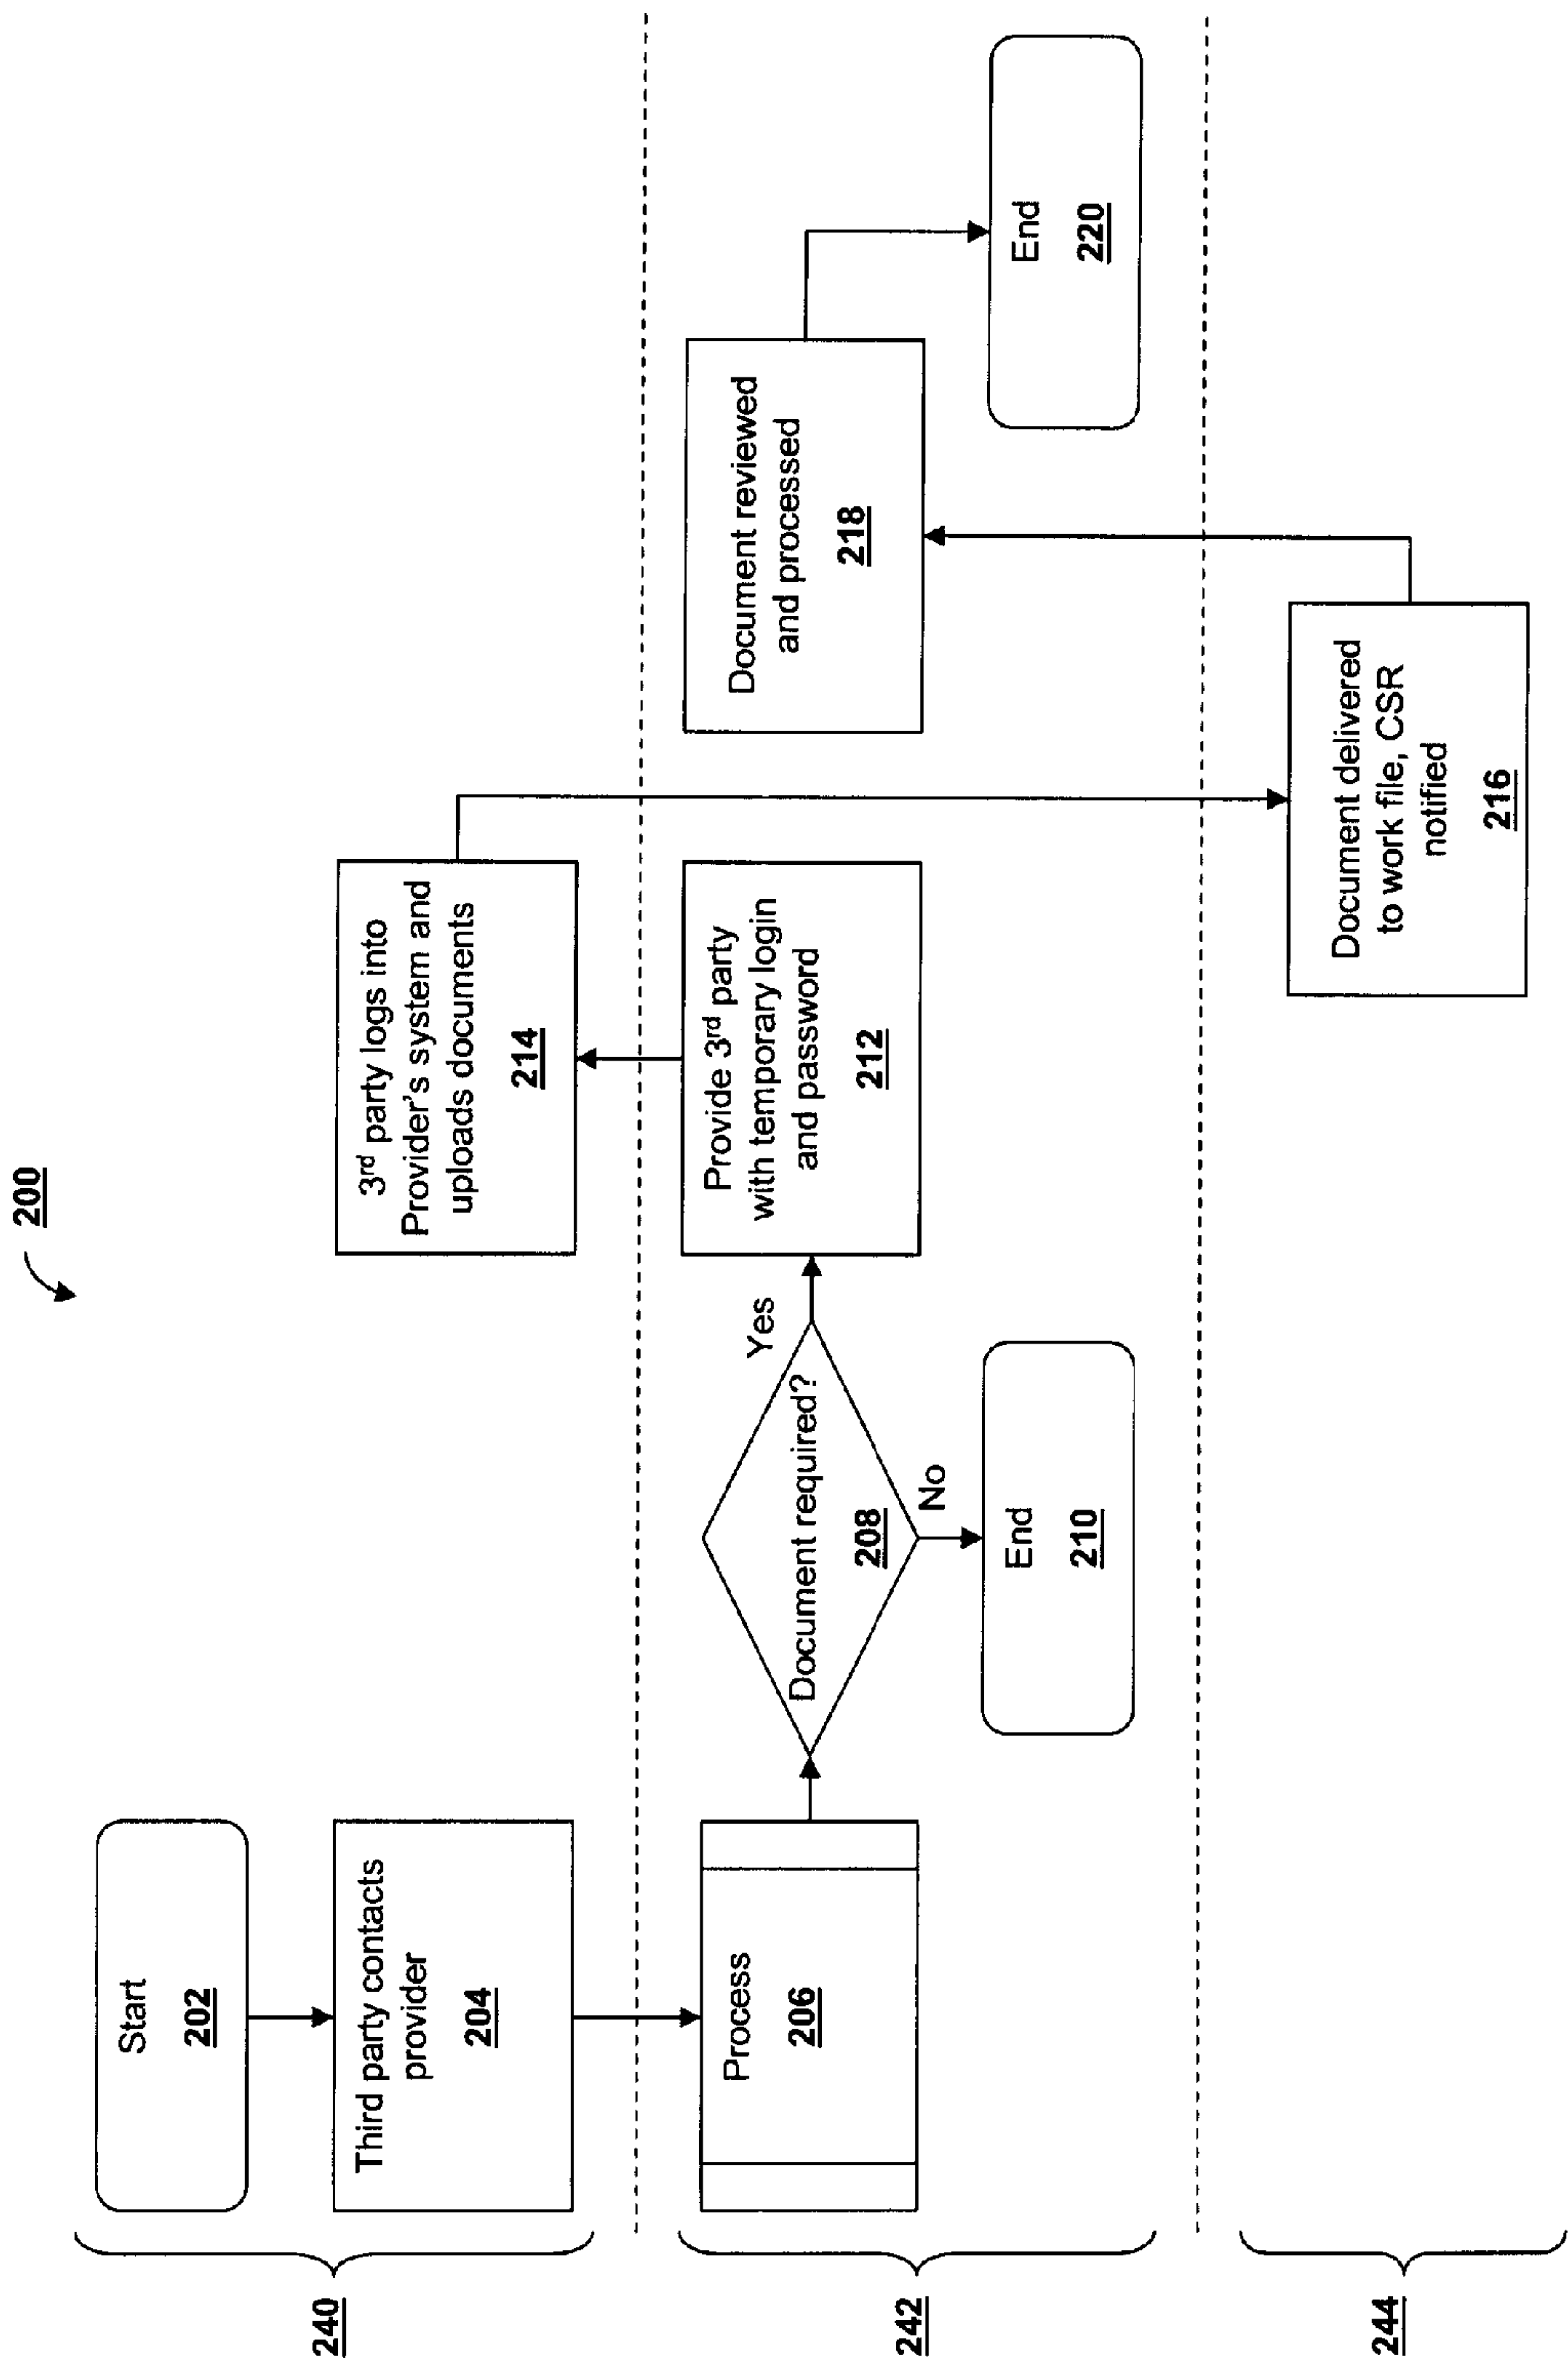 200
Start
202
Third party contacts
provider
204
240
Process
206
Document required?
208
Yes
No
End
210
Provide 3rd party
with temporary login
and password
212
3rd party logs into
Provider's system and
uploads documents
214
Document reviewed
and processed
218
End
220
242
Document delivered
to work file, CSR
notified
216
244